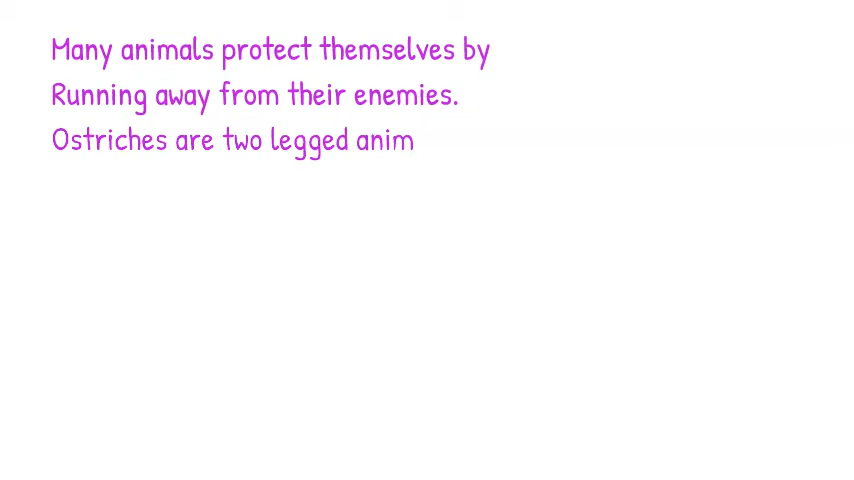 Many animals protect themselves by
Running away from their enemies.
Ostriches are two legged anim